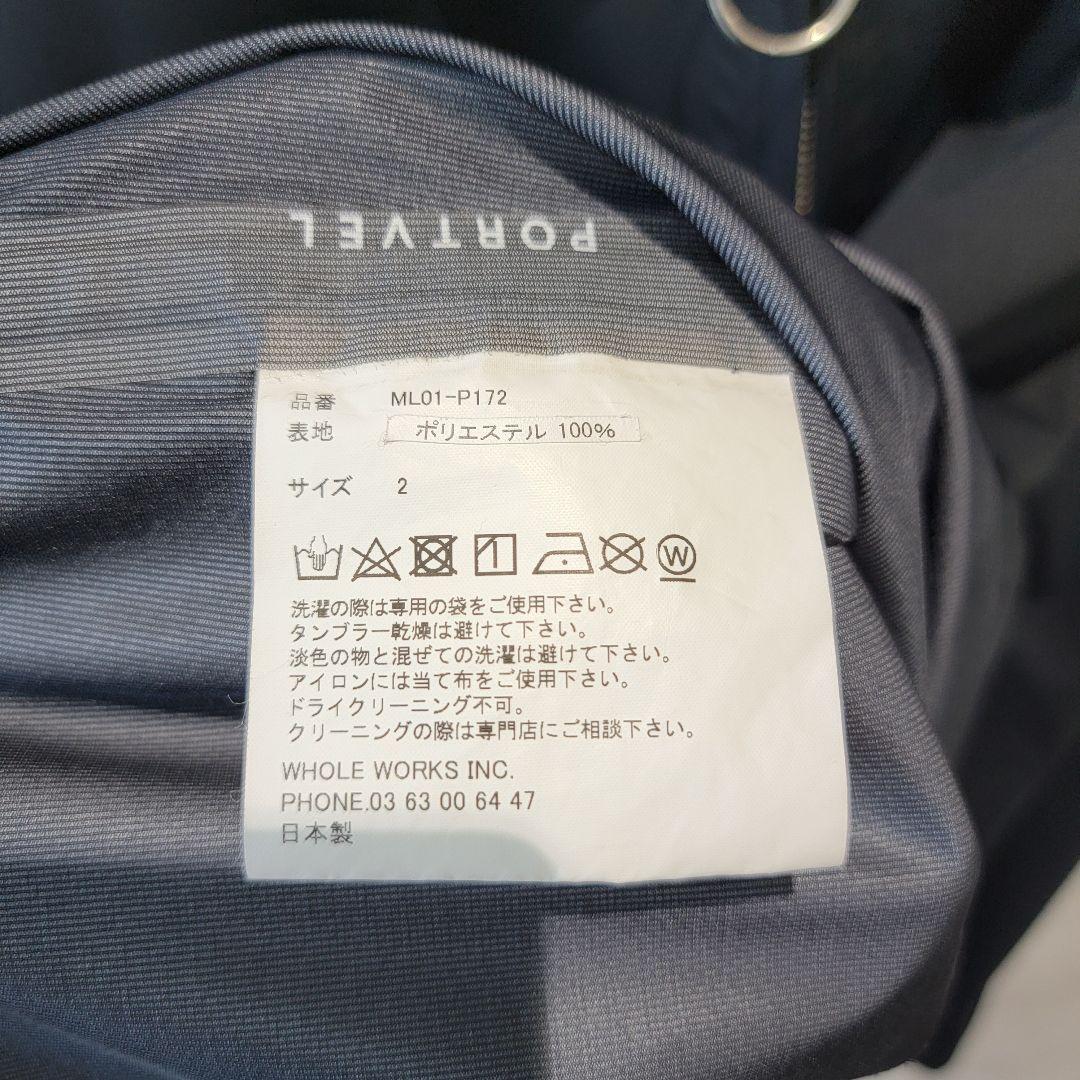 PORTVEL
品番 ML01-P172
表地 ポリエステル 100%
サイズ 2
W
洗濯の際は専用の袋をご使用下さい。
タンブラー乾燥は避けて下さい。
淡色の物と混ぜての洗濯は避けて下さい。
アイロンには当て布をご使用下さい。
ドライクリーニング不可。
クリーニングの際は専門店にご相談下さい。
WHOLE WORKS INC.
PHONE.03 63 00 64 47
日本製